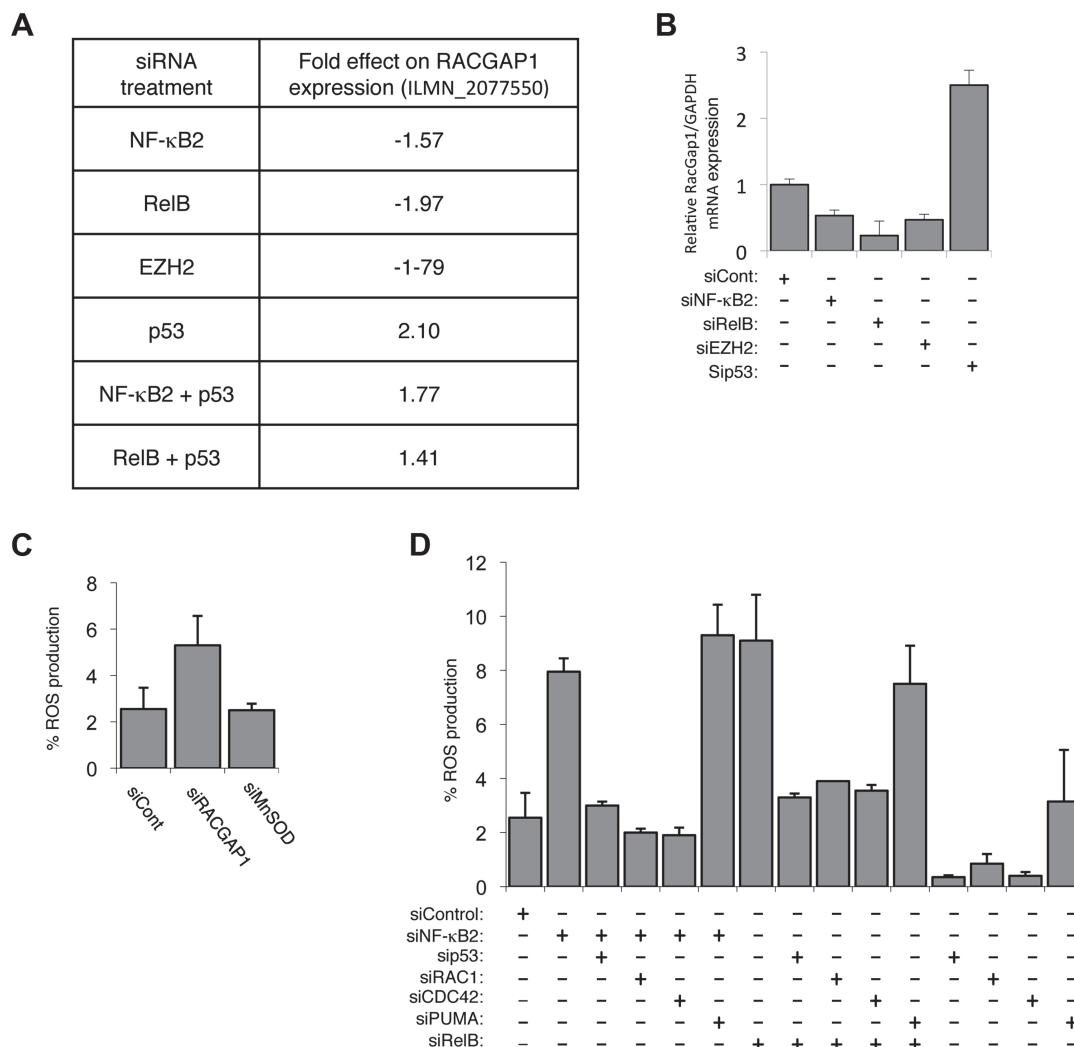 A
siRNA
treatment
Fold effect on RACGAP1
expression (ILMN_2077550)
NF-κB2
-1.57
RelB
-1.97
EZH2
-1-79
p53
2.10
NF-κB2 + p53
1.77
RelB + p53
1.41
B
Relative RacGap1/GAPDH
mRNA expression
3
2
1
0
siCont: + – – – –
siNF-κB2: – + – – –
siRelB: – – + – –
siEZH2: – – – + –
Sip53: – – – – +
C
% ROS production
8
6
4
2
0
siCont
siRACGAP1
siMnSOD
D
% ROS production
12
10
8
6
4
2
0
siControl: + – – – – – – – – – – – – – –
siNF-κB2: – + + + + + – – – – – – – – –
sip53: – – + – – – – + – – – + – – –
siRAC1: – – – + – – – – + – – – + – –
siCDC42: – – – – + – – – – + – – – + –
siPUMA: – – – – – + – – – – + – – – +
siRelB: – – – – – – + + + + + – – – –